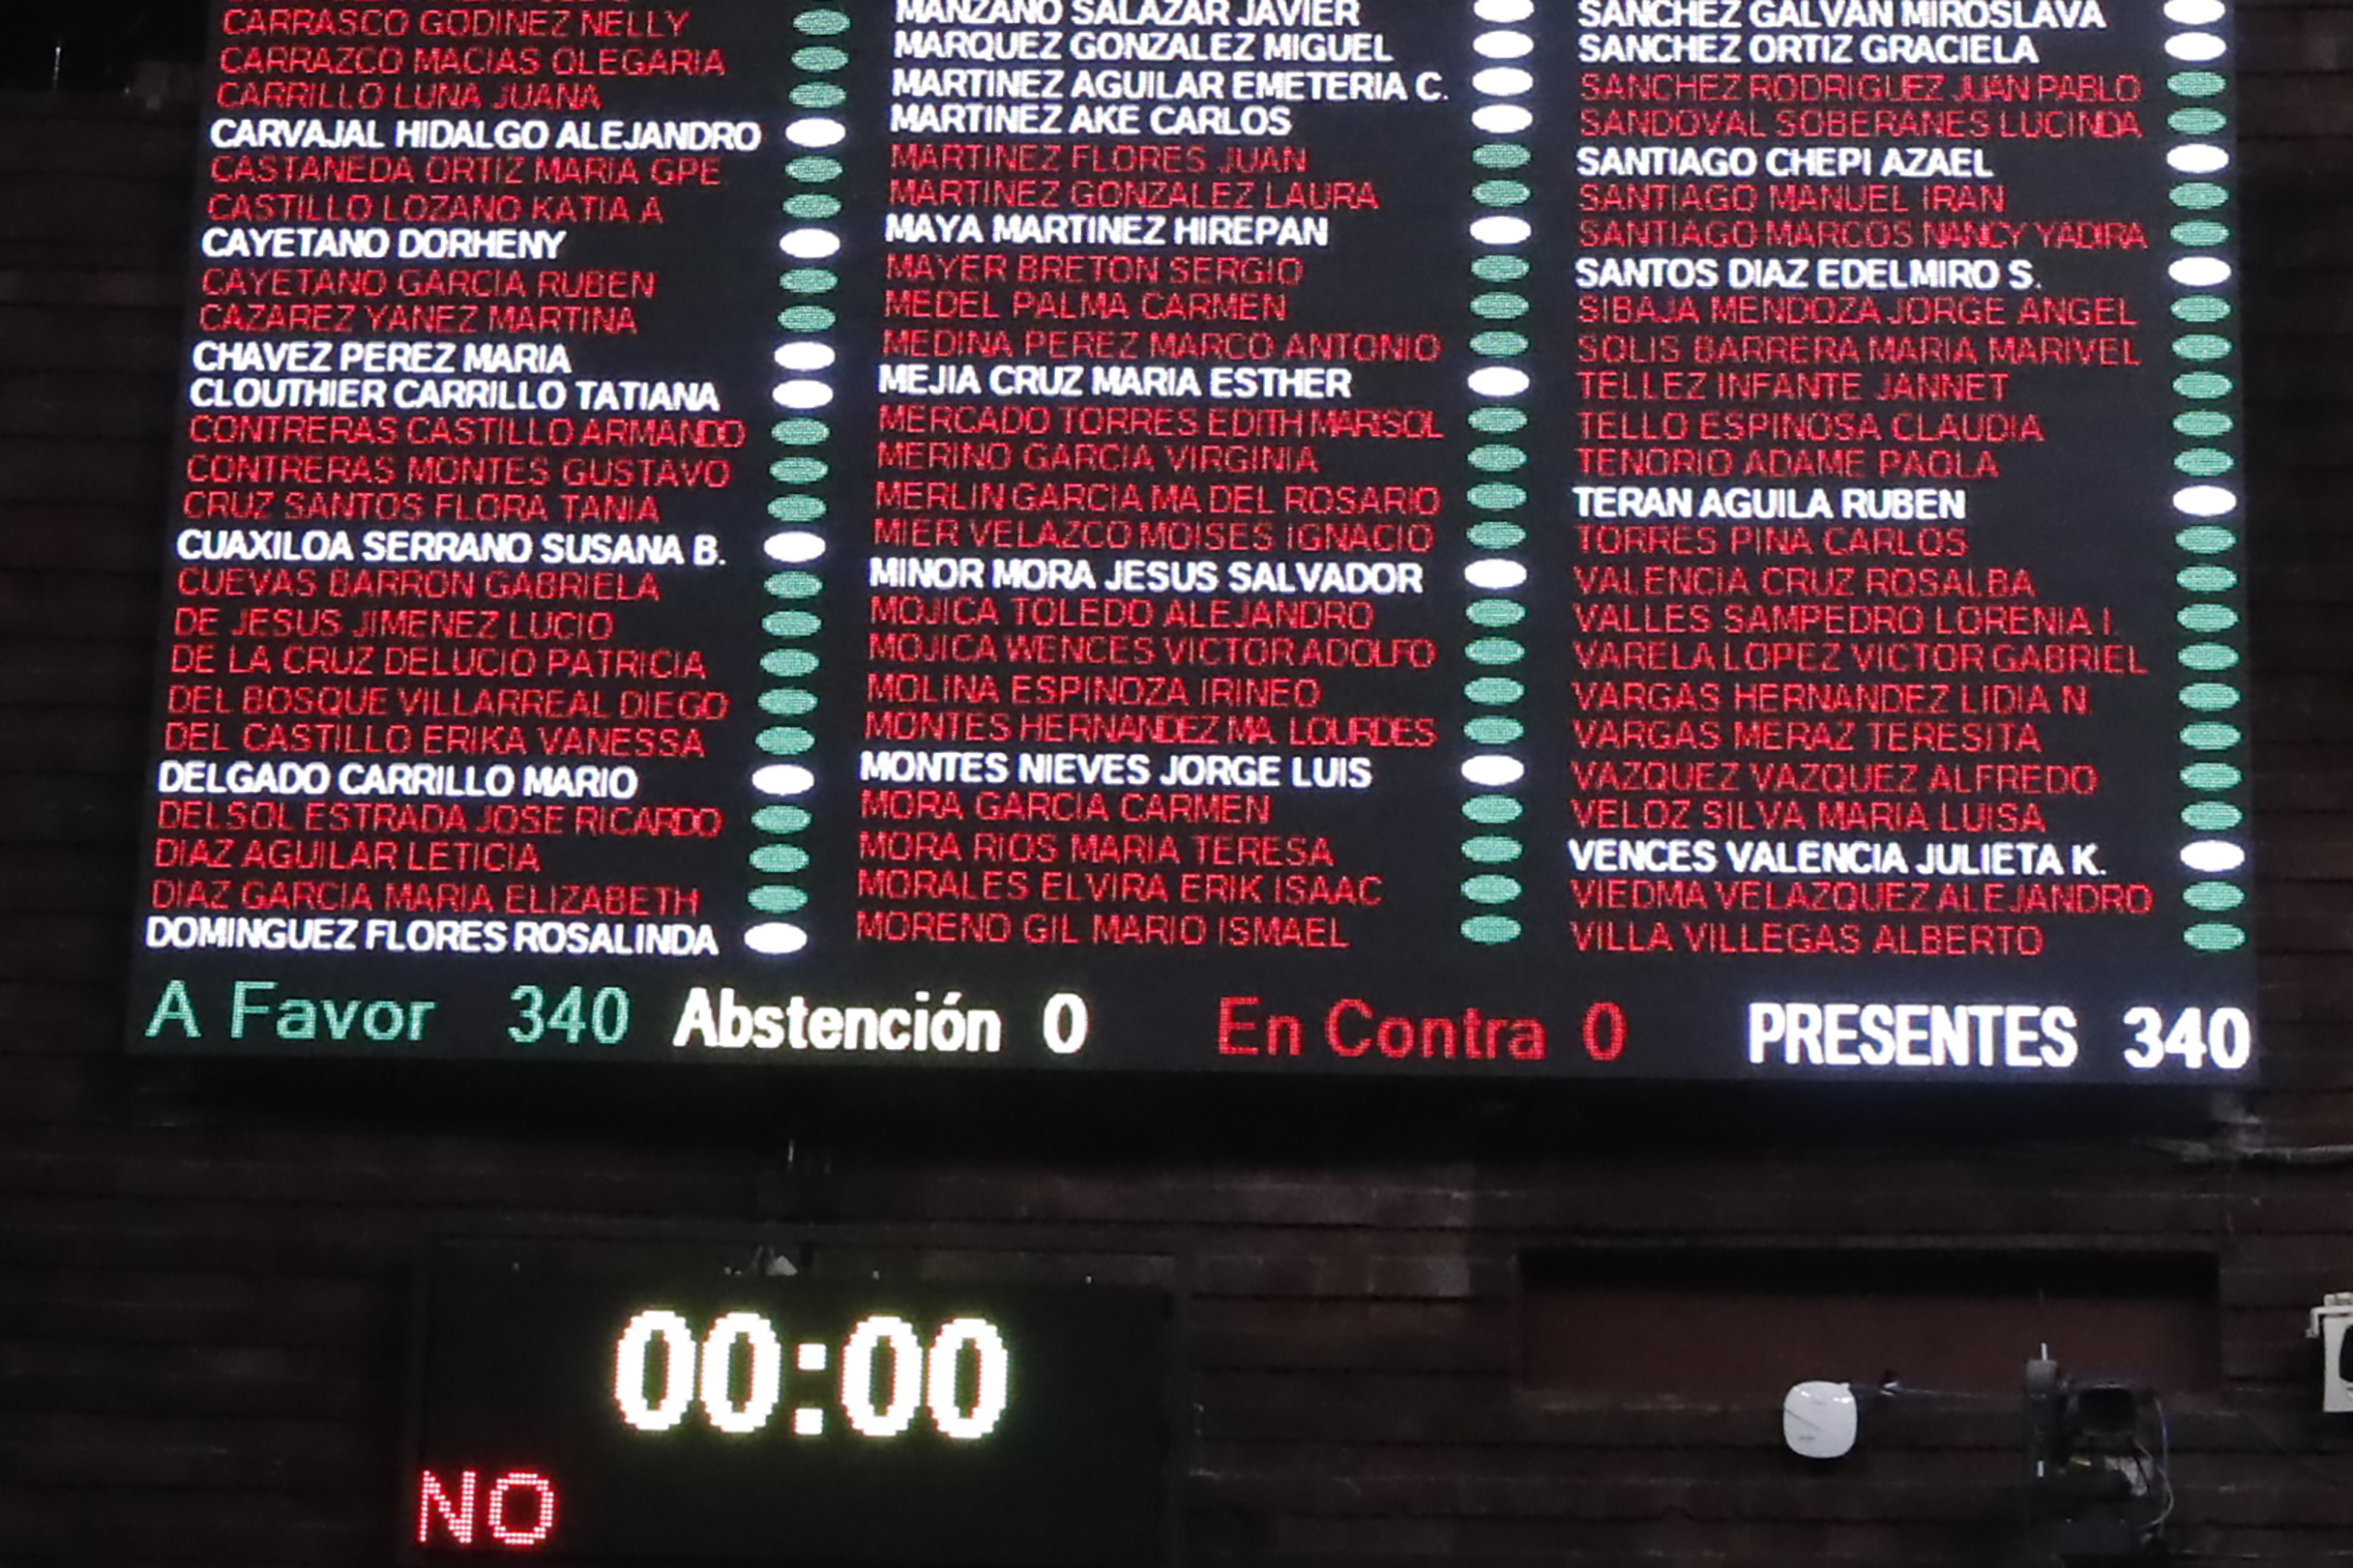 CARRASCO GODINEZ NELLY
CARRAZCO MACIAS OLEGARIA
CARRILLO LUNA JUANA
CARVAJAL HIDALGO ALEJANDRO
CASTANEDA ORTIZ MARIA GPE
CASTILLO LOZANO KATIA A
CAYETANO DORHENY
CAYETANO GARCIA RUBEN
CAZAREZ YANEZ MARTINA
CHAVEZ PEREZ MARIA
CLOUTHIER CARRILLO TATIANA
CONTRERAS CASTILLO ARMANDO
CONTRERAS MONTES GUSTAVO
CRUZ SANTOS FLORA TANIA
CUAXILOA SERRANO SUSANA B.
CUEVAS BARRON GABRIELA
DE JESUS JIMENEZ LUCIO
DE LA CRUZ DELUCIO PATRICIA
DEL BOSQUE VILLARREAL DIEGO
DEL CASTILLO ERIKA VANESSA
DELGADO CARRILLO MARIO
DELSOL ESTRADA JOSE RICARDO
DIAZ AGUILAR LETICIA
DIAZ GARCIA MARIA ELIZABETH
DOMINGUEZ FLORES ROSALINDA
MANZANO SALAZAR JAVIER
MARQUEZ GONZALEZ MIGUEL
MARTINEZ AGUILAR EMETERIA C.
MARTINEZ AKE CARLOS
MARTINEZ FLORES JUAN
MARTINEZ GONZALEZ LAURA
MAYA MARTINEZ HIREPAN
MAYER BRETON SERGIO
MEDEL PALMA CARMEN
MEDINA PEREZ MARCO ANTONIO
MEJIA CRUZ MARIA ESTHER
MERCADO TORRES EDITH MARISOL
MERINO GARCIA VIRGINIA
MERLIN GARCIA MA DEL ROSARIO
MIER VELAZCO MOISES IGNACIO
MINOR MORA JESUS SALVADOR
MOJICA TOLEDO ALEJANDRO
MOJICA WENCES VICTOR ADOLFO
MOLINA ESPINOZA IRINEO
MONTES HERNANDEZ MA. LOURDES
MONTES NIEVES JORGE LUIS
MORA GARCIA CARMEN
MORA RIOS MARIA TERESA
MORALES ELVIRA ERIK ISAAC
MORENO GIL MARIO ISMAEL
SANCHEZ GALVAN MIROSLAVA
SANCHEZ ORTIZ GRACIELA
SANCHEZ RODRIGUEZ JUAN PABLO
SANDOVAL SOBERANES LUCINDA
SANTIAGO CHEPI AZAEL
SANTIAGO MANUEL IRAN
SANTIAGO MARCOS NANCY YADIRA
SANTOS DIAZ EDELMIRO S.
SIBAJA MENDOZA JORGE ANGEL
SOLIS BARRERA MARIA MARIVEL
TELLEZ INFANTE JANNET
TELLO ESPINOSA CLAUDIA
TENORIO ADAME PAOLA
TERAN AGUILA RUBEN
TORRES PINA CARLOS
VALENCIA CRUZ ROSALBA
VALLES SAMPEDRO LORENIA I.
VARELA LOPEZ VICTOR GABRIEL
VARGAS HERNANDEZ LIDIA N
VARGAS MERAZ TERESITA
VAZQUEZ VAZQUEZ ALFREDO
VELOZ SILVA MARIA LUISA
VENCES VALENCIA JULIETA K.
VIEDMA VELAZQUEZ ALEJANDRO
VILLA VILLEGAS ALBERTO
A Favor 340 Abstención 0 En Contra 0 PRESENTES 340
00:00
NO